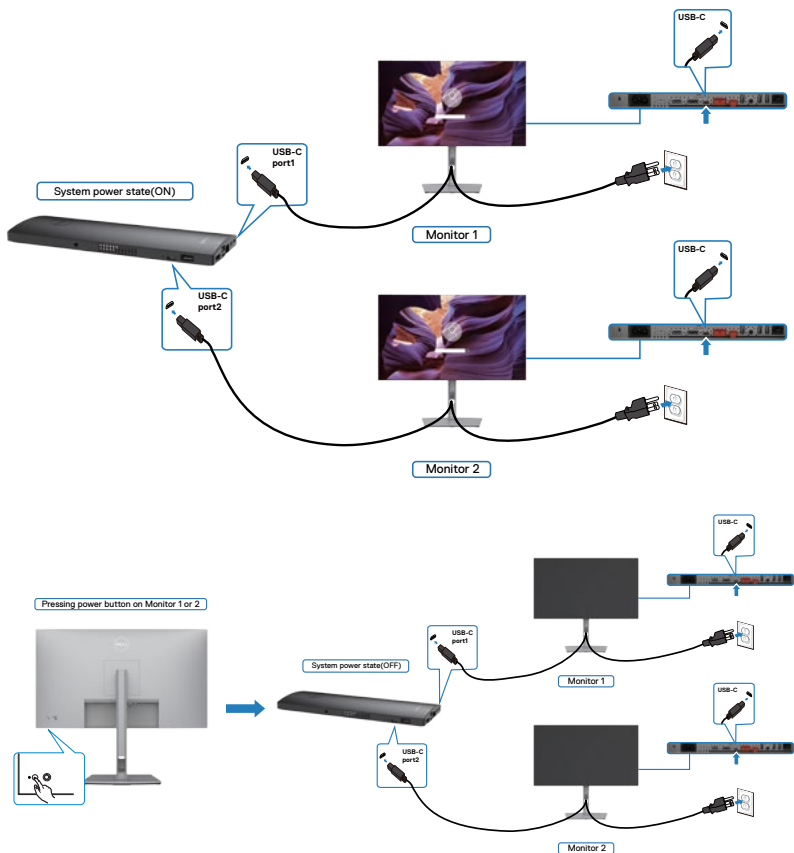 USB-C
USB-C
port1
System power state(ON)
Monitor 1
USB-C
USB-C
port2
Monitor 2
USB-C
Pressing power button on Monitor 1 or 2
USB-C
port1
System power state(OFF)
Monitor 1
USB-C
USB-C
port2
Monitor 2